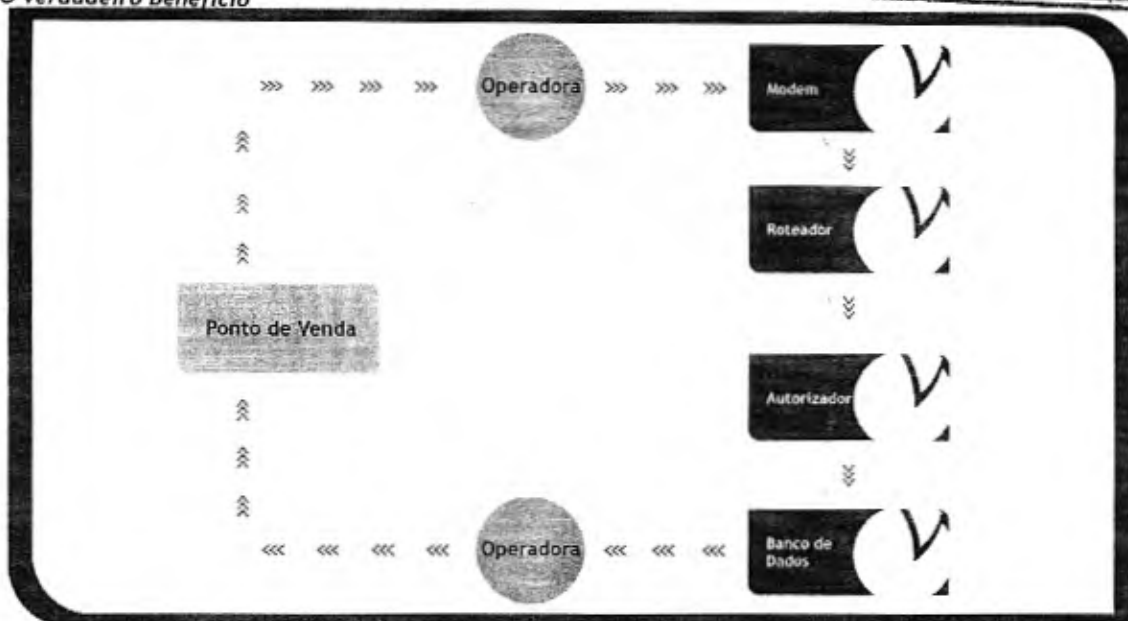 Verdadeiro Benefício
Operadora
Modem
Roteador
Ponto de Venda
Autorizador
Operadora
Banco de
Dados